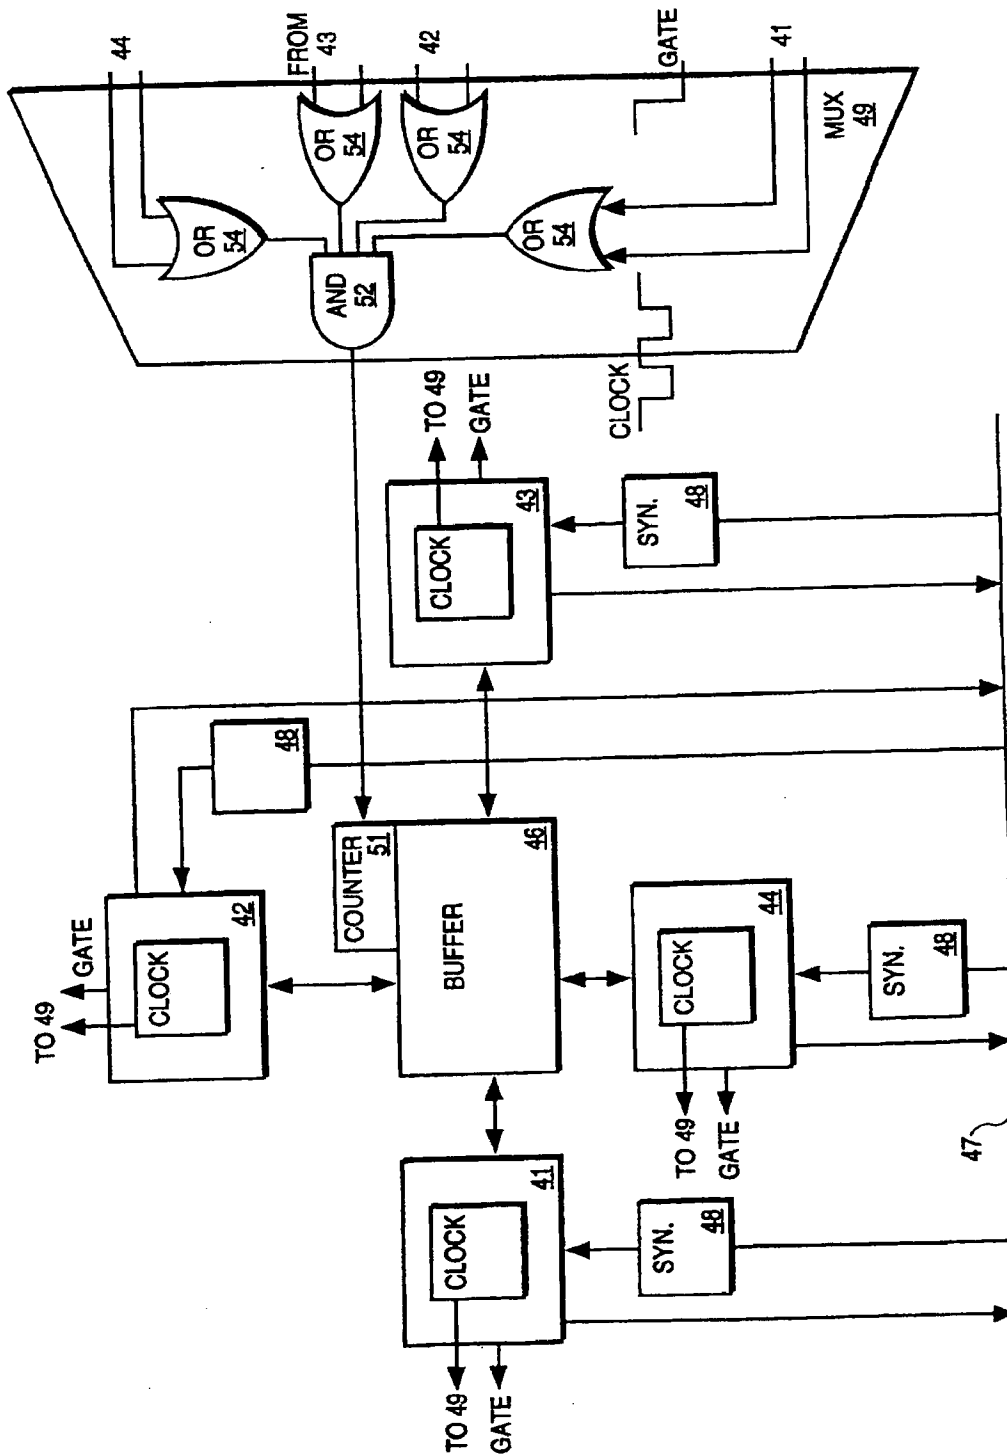 44
FROM
43
42
GATE
41
OR
54
OR
54
OR
54
OR
54
AND
52
MUX
49
CLOCK
TO 49
GATE
CLOCK
43
SYN.
48
48
TO 49
GATE
CLOCK
42
COUNTER
51
BUFFER
46
CLOCK
44
TO 49
GATE
SYN.
48
CLOCK
41
TO 49
GATE
SYN.
48
47